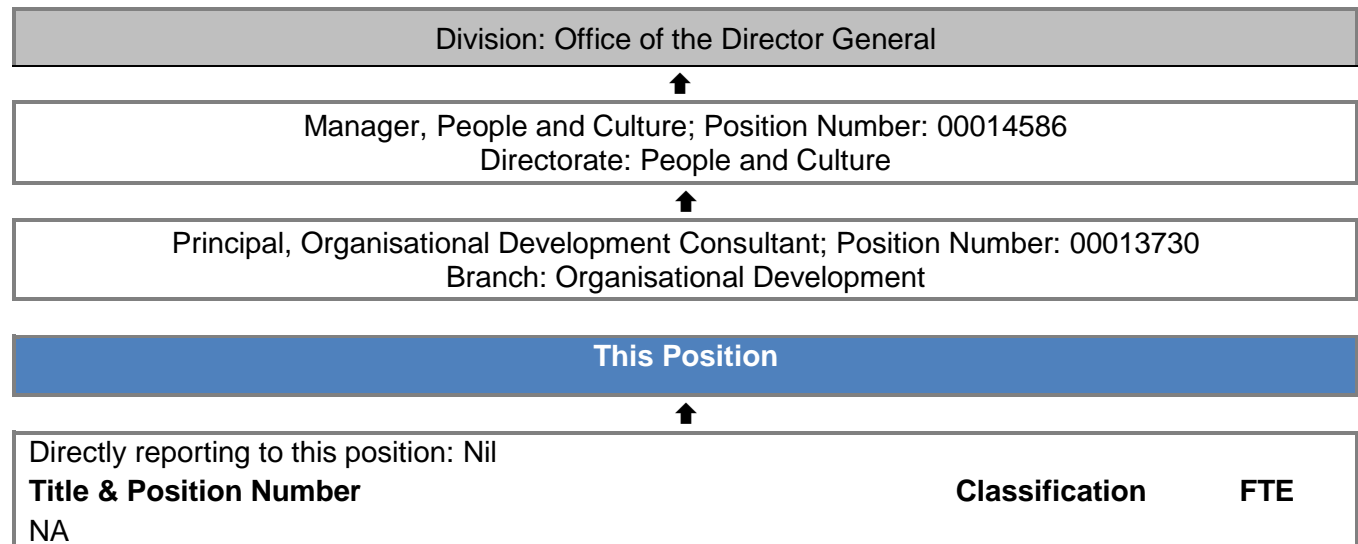 Division: Office of the Director General
Manager, People and Culture; Position Number: 00014586
Directorate: People and Culture
Principal, Organisational Development Consultant; Position Number: 00013730
Branch: Organisational Development
This Position
Directly reporting to this position: Nil
Title & Position Number Classification FTE
NA